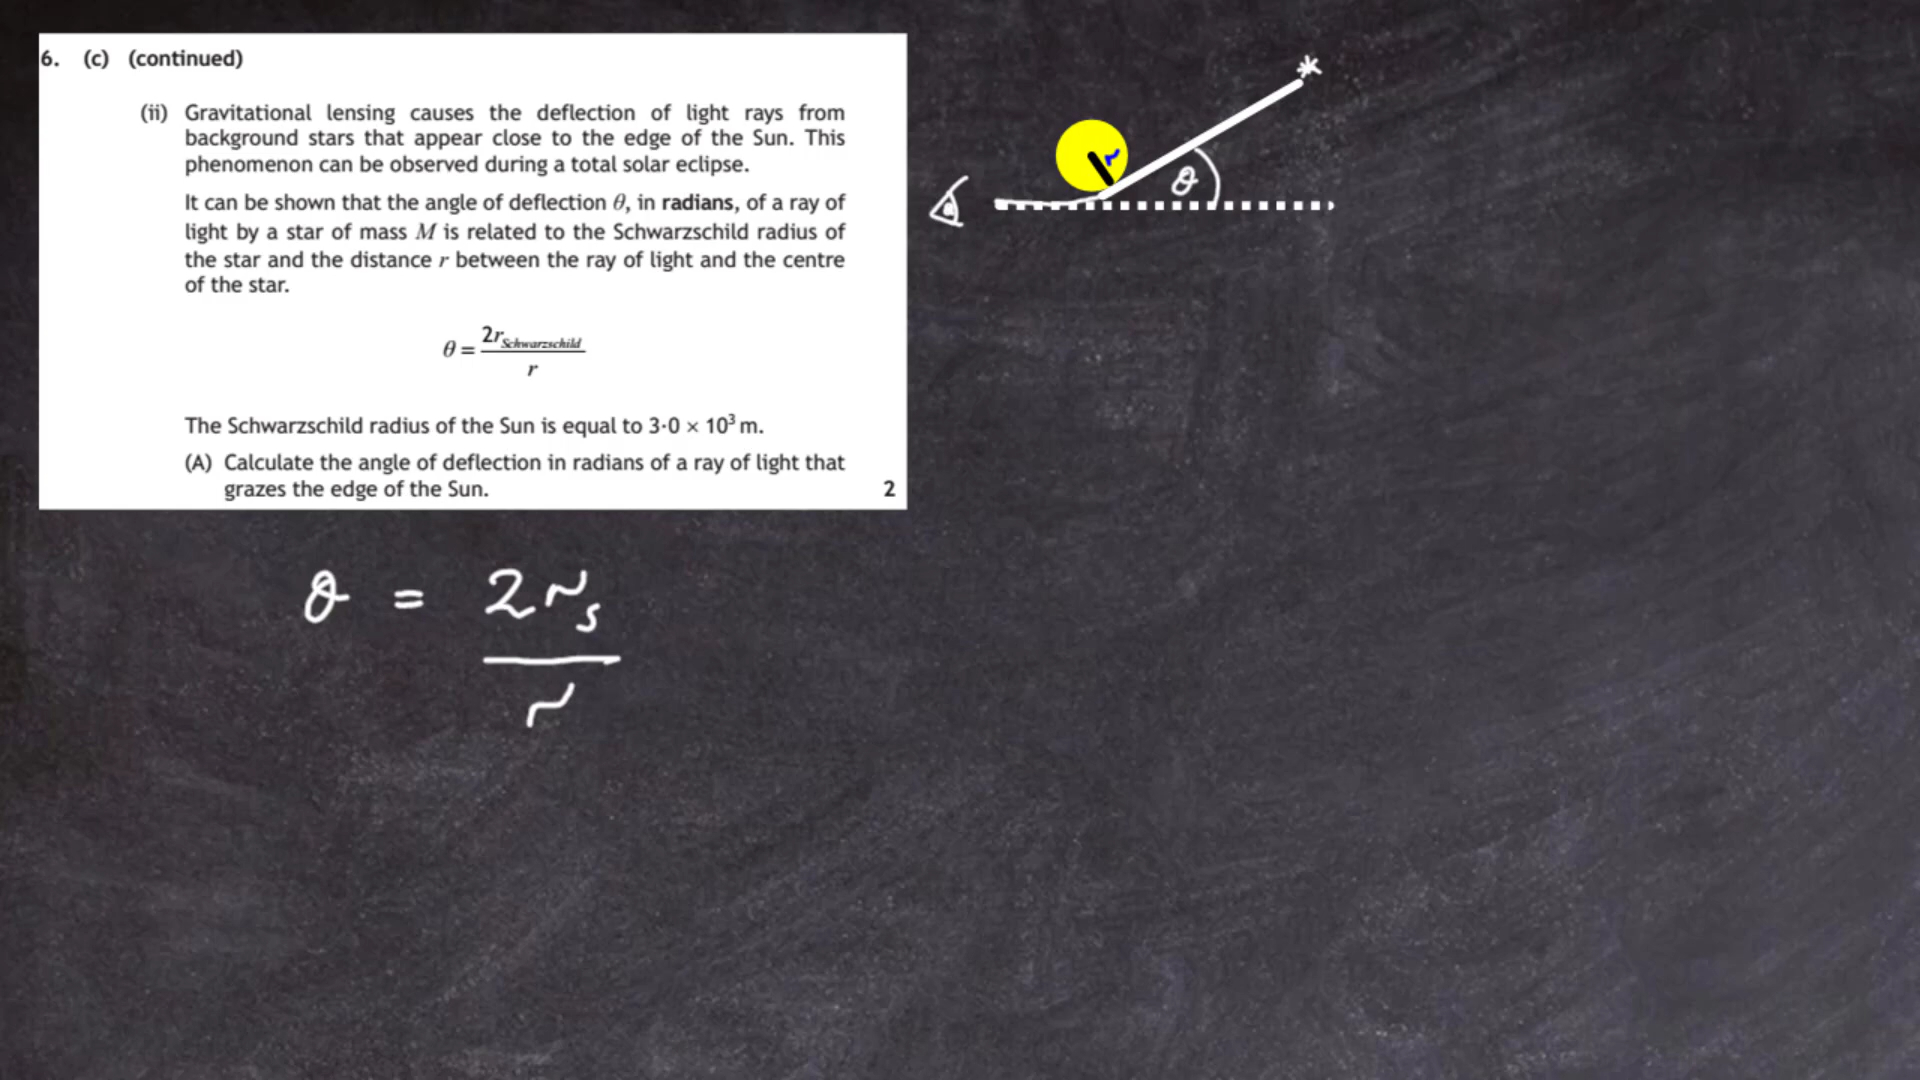 6. (c) (continued)
(ii) Gravitational lensing causes the deflection of light rays from
background stars that appear close to the edge of the Sun. This
phenomenon can be observed during a total solar eclipse.
It can be shown that the angle of deflection θ, in radians, of a ray of
light by a star of mass M is related to the Schwarzschild radius of
the star and the distance r between the ray of light and the centre
of the star.
θ = 2r_Schwarzschild / r
The Schwarzschild radius of the Sun is equal to 3·0 × 10³ m.
(A) Calculate the angle of deflection in radians of a ray of light that
grazes the edge of the Sun. 2
r
θ
θ = 2r_s / r